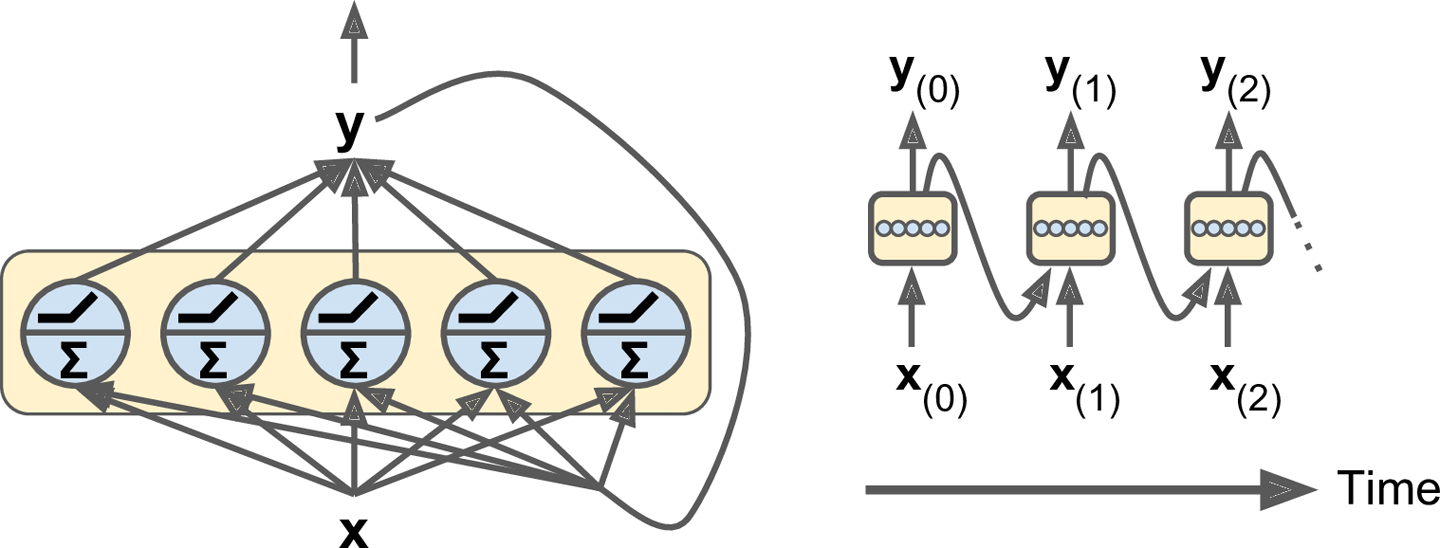 y
Σ Σ Σ Σ Σ
x
y(0) y(1) y(2)
x(0) x(1) x(2)
Time